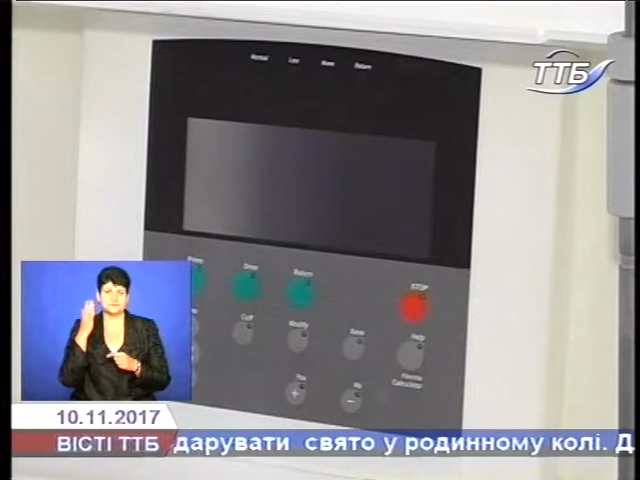 Normal Low None Return
ТТБ
Draw Return STOP
Cuff Modify Save Help
Yes No
10.11.2017
ВІСТІ ТТБ дарувати свято у родинному колі. Д